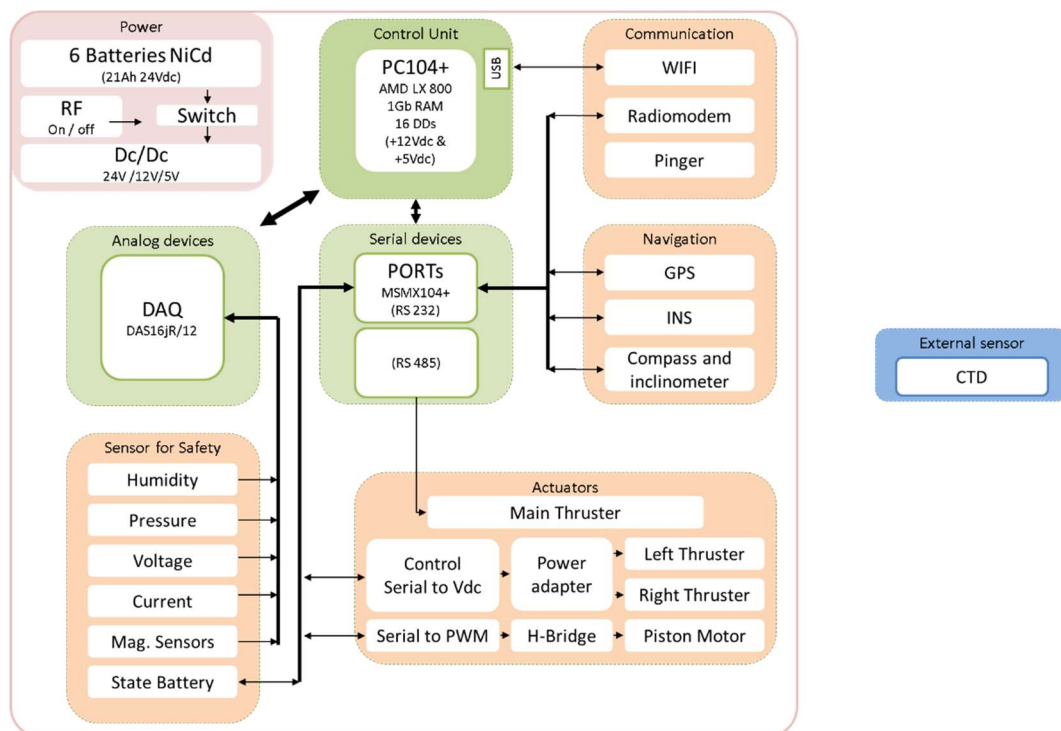 Power
6 Batteries NiCd
(21Ah 24Vdc)
RF
On / off
Switch
Dc/Dc
24V /12V/5V
Control Unit
PC104+
AMD LX 800
1Gb RAM
16 DDs
(+12Vdc &
+5Vdc)
USB
Communication
WIFI
Radiomodem
Pinger
Analog devices
DAQ
DAS16jR/12
Serial devices
PORTs
MSMX104+
(RS 232)
(RS 485)
Navigation
GPS
INS
Compass and
inclinometer
External sensor
CTD
Sensor for Safety
Humidity
Pressure
Voltage
Current
Mag. Sensors
State Battery
Actuators
Main Thruster
Control
Serial to Vdc
Power
adapter
Left Thruster
Right Thruster
Serial to PWM
H-Bridge
Piston Motor